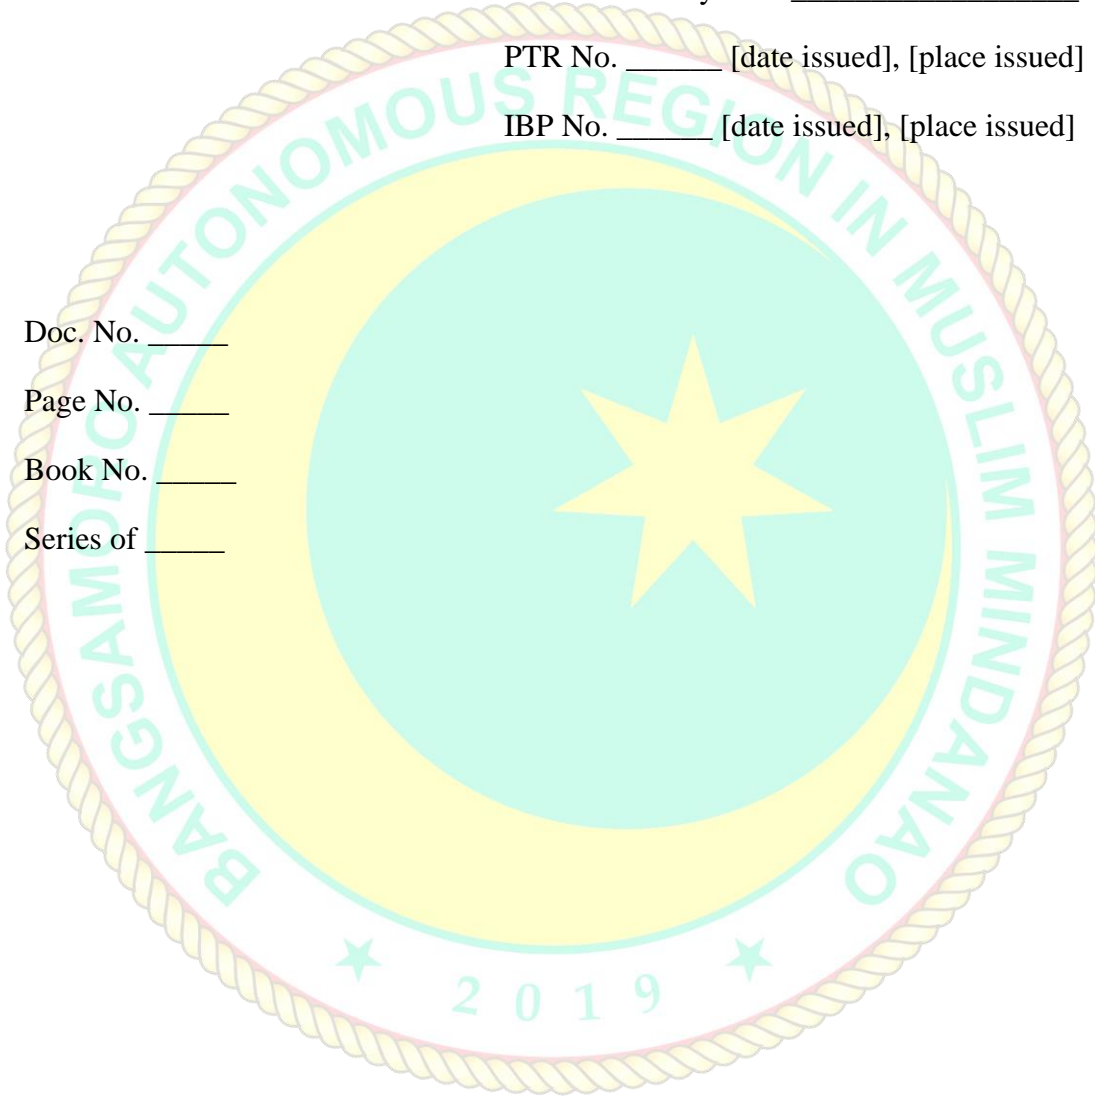 PTR No. ______ [date issued], [place issued]
IBP No. ______ [date issued], [place issued]
Doc. No. _____
Page No. _____
Book No. _____
Series of _____
BANGSAMORO AUTONOMOUS REGION IN MUSLIM MINDANAO
2019